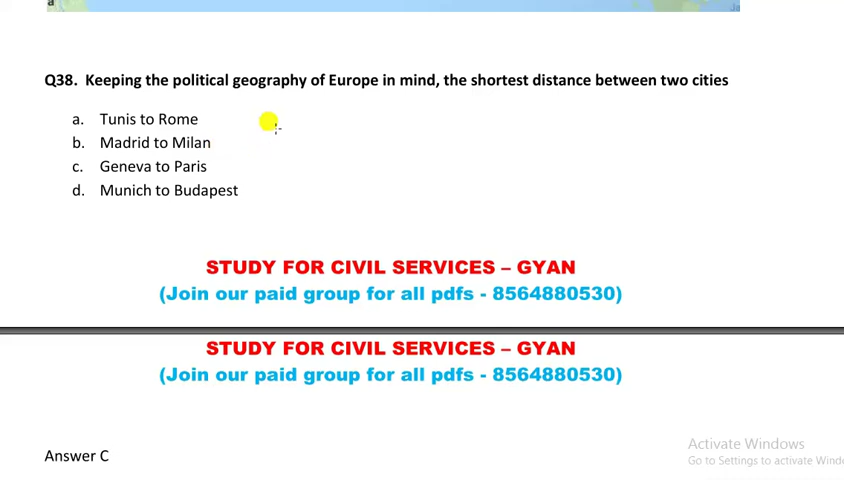 Q38. Keeping the political geography of Europe in mind, the shortest distance between two cities
a. Tunis to Rome
b. Madrid to Milan
c. Geneva to Paris
d. Munich to Budapest
STUDY FOR CIVIL SERVICES – GYAN
(Join our paid group for all pdfs - 8564880530)
STUDY FOR CIVIL SERVICES – GYAN
(Join our paid group for all pdfs - 8564880530)
Answer C
Activate Windows
Go to Settings to activate